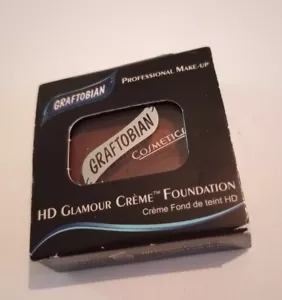 GRAFTOBIAN
PROFESSIONAL MAKE-UP
GRAFTOBIAN
COSMETICS
HD GLAMOUR CRÈME™ FOUNDATION
Crème Fond de teint HD